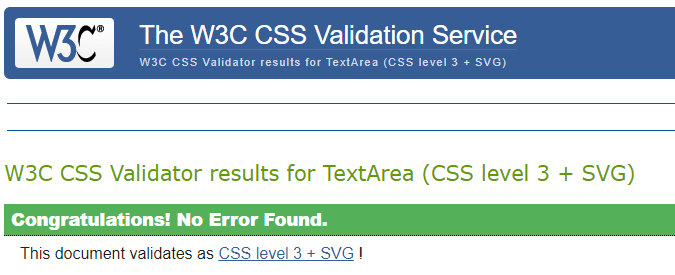 W3C®
The W3C CSS Validation Service
W3C CSS Validator results for TextArea (CSS level 3 + SVG)
W3C CSS Validator results for TextArea (CSS level 3 + SVG)
Congratulations! No Error Found.
This document validates as CSS level 3 + SVG !